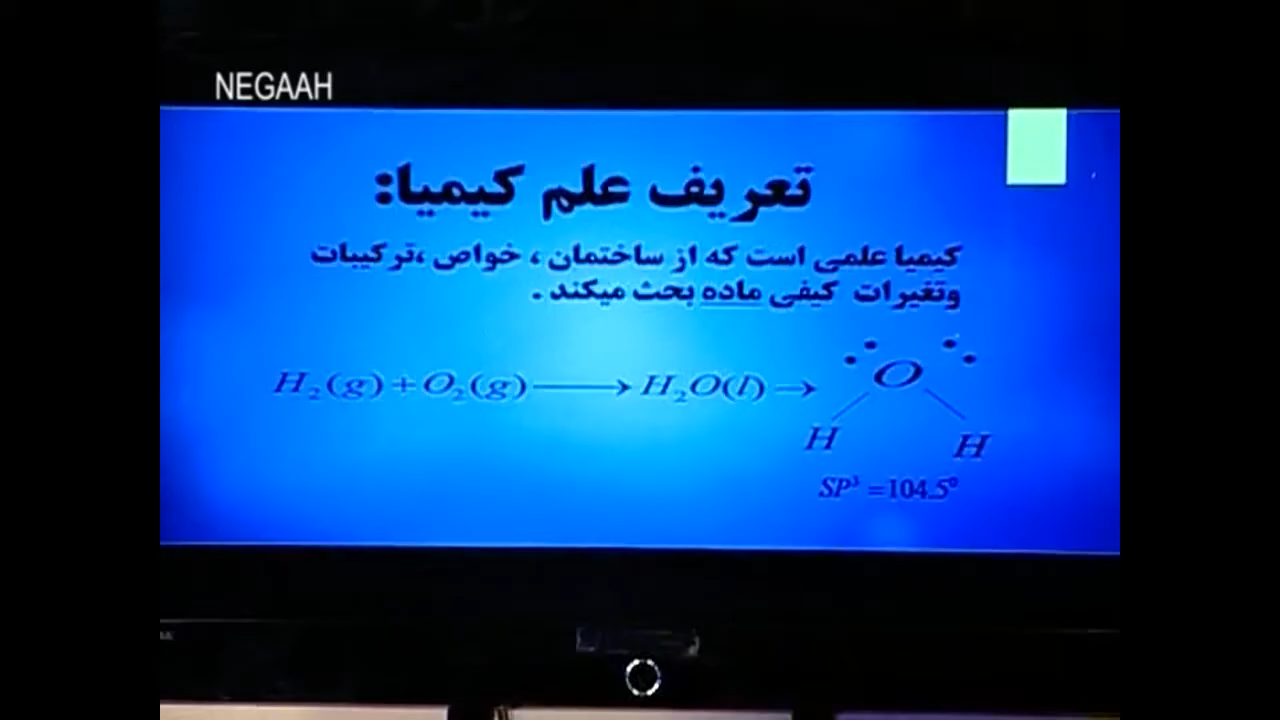 NEGAAH
تعریف علم کیمیا:
کیمیا علمی است که از ساختمان ، خواص ،ترکیبات
وتغیرات کیفی ماده بحث میکند .
H₂(g)+O₂(g)⟶H₂O(l)→ O
H H
SP³ =104.5⁰